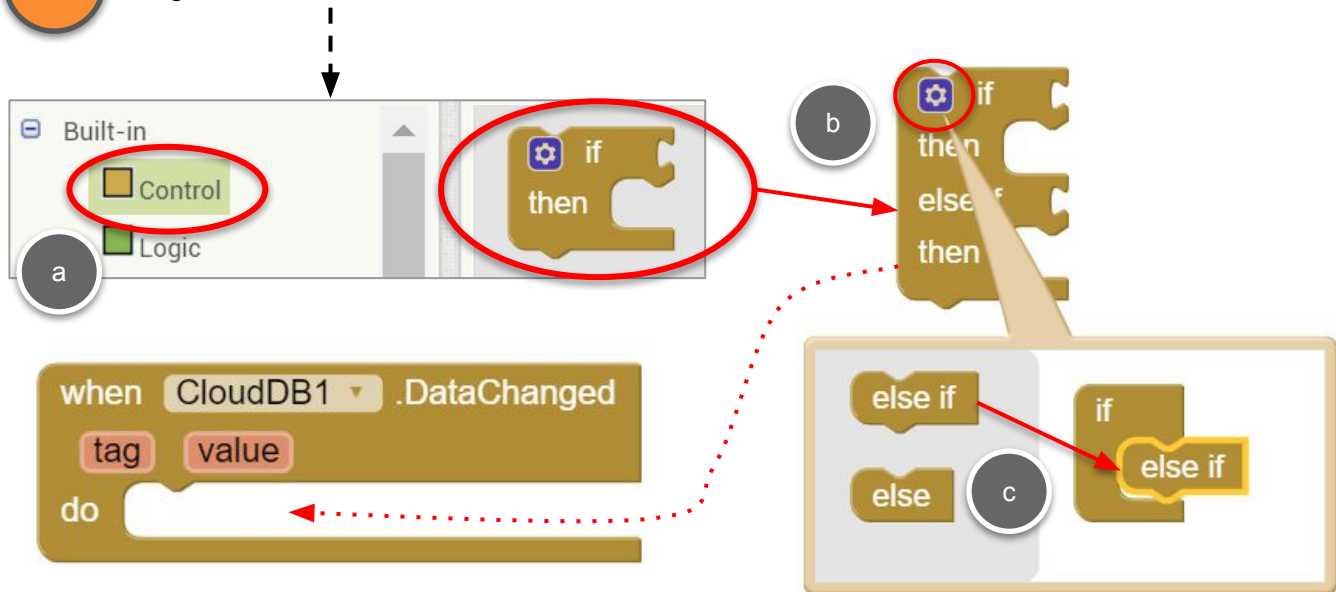 Built-in
Control
Logic
a
if
then
b
if
then
else if
then
when CloudDB1 .DataChanged
tag value
do
else if
else
c
if
else if